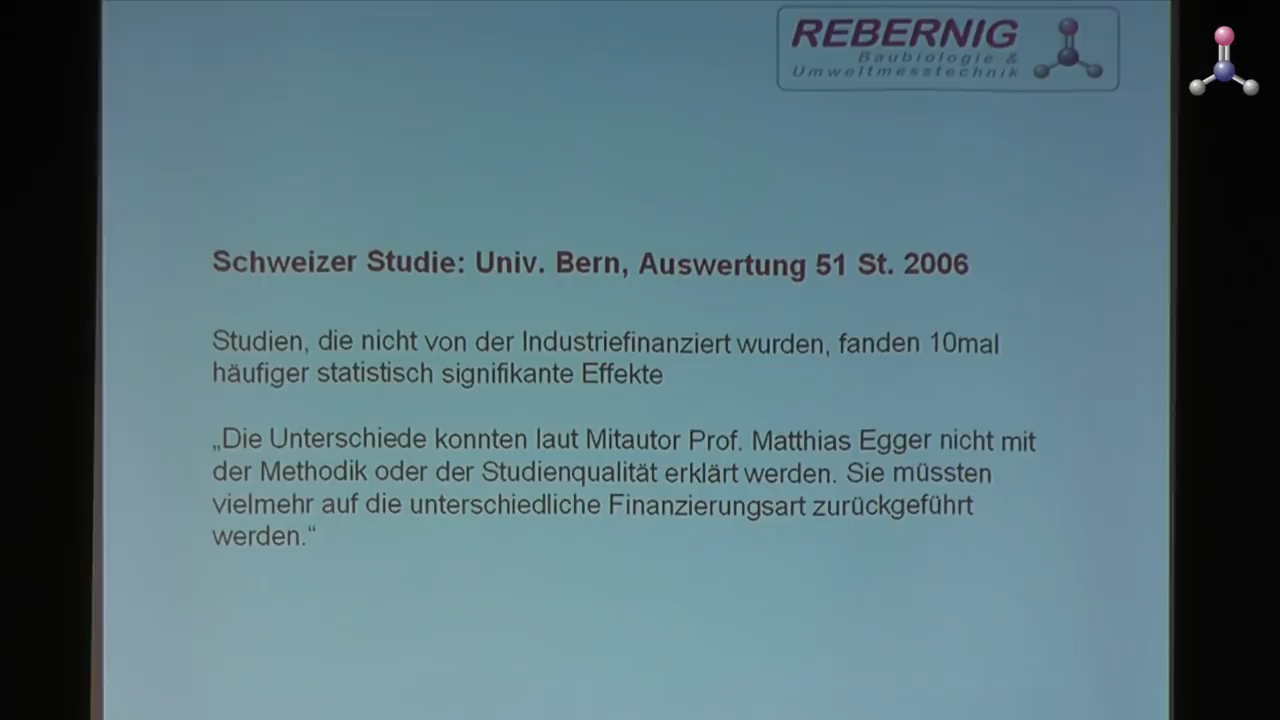 REBERNIG
Baubiologie &
Umweltmesstechnik
Schweizer Studie: Univ. Bern, Auswertung 51 St. 2006
Studien, die nicht von der Industriefinanziert wurden, fanden 10mal
häufiger statistisch signifikante Effekte
„Die Unterschiede konnten laut Mitautor Prof. Matthias Egger nicht mit
der Methodik oder der Studienqualität erklärt werden. Sie müssten
vielmehr auf die unterschiedliche Finanzierungsart zurückgeführt
werden.“